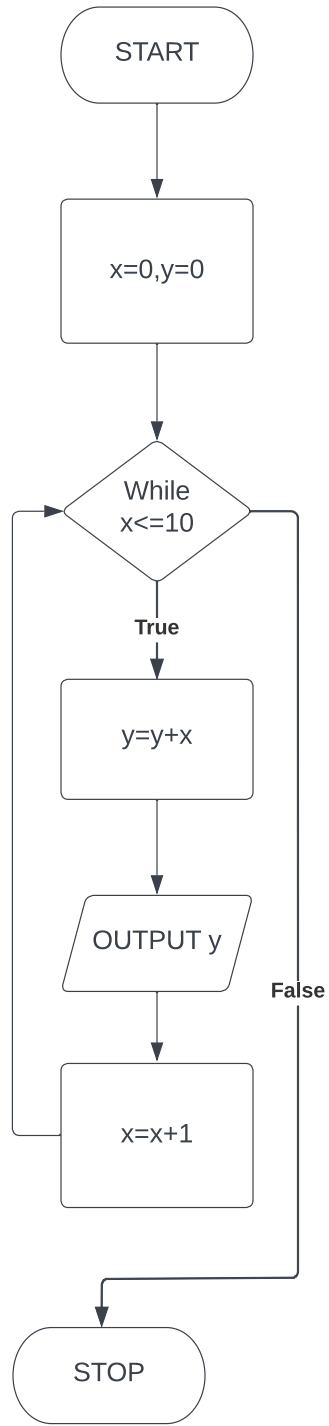 START
x=0,y=0
While
x<=10
True
y=y+x
OUTPUT y
False
x=x+1
STOP